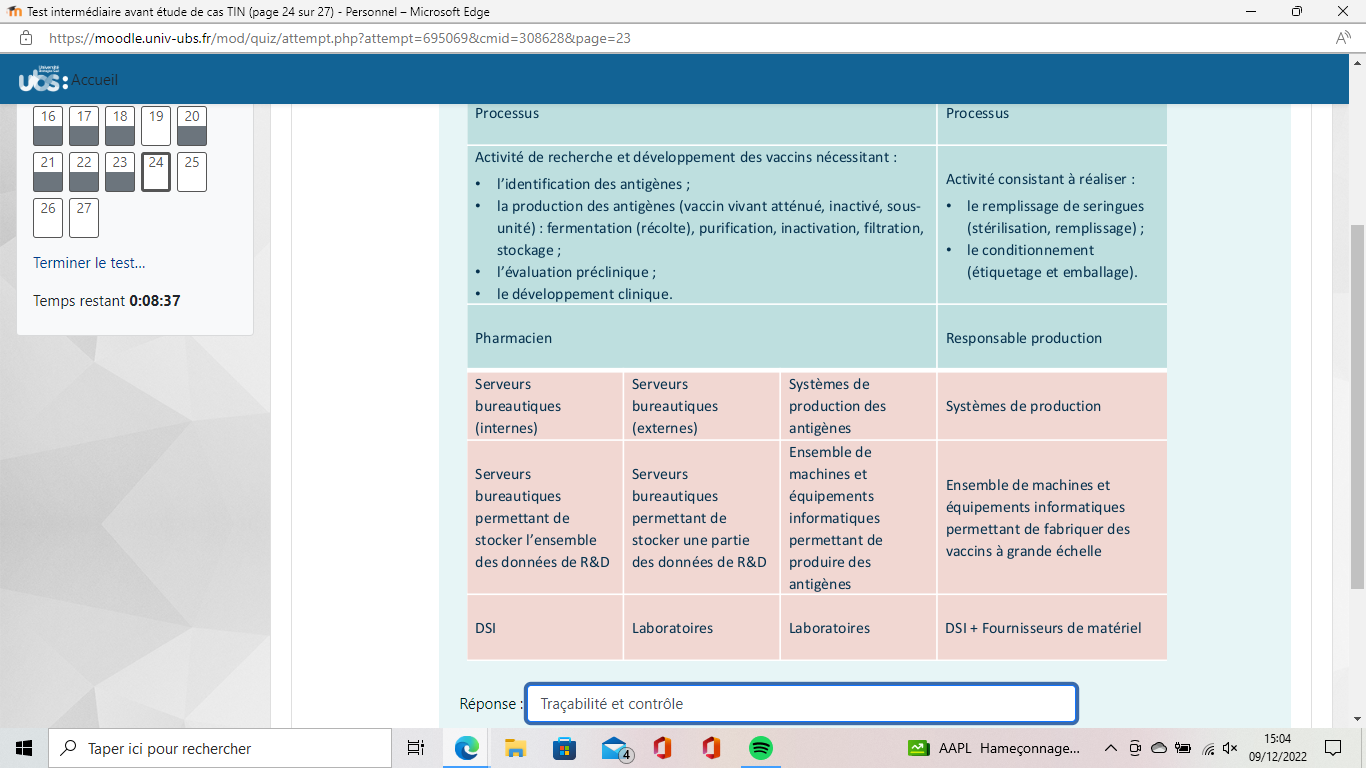 Test intermédiaire avant étude de cas TIN (page 24 sur 27) - Personnel – Microsoft Edge
https://moodle.univ-ubs.fr/mod/quiz/attempt.php?attempt=695069&cmid=308628&page=23
ubs: Accueil
16 17 18 19 20
21 22 23 24 25
26 27
Terminer le test...
Temps restant 0:08:37
Processus
Processus
Activité de recherche et développement des vaccins nécessitant :
• l’identification des antigènes ;
• la production des antigènes (vaccin vivant atténué, inactivé, sous-
unité) : fermentation (récolte), purification, inactivation, filtration,
stockage ;
• l’évaluation préclinique ;
• le développement clinique.
Activité consistant à réaliser :
• le remplissage de seringues
(stérilisation, remplissage) ;
• le conditionnement
(étiquetage et emballage).
Pharmacien
Responsable production
Serveurs
bureautiques
(internes)
Serveurs
bureautiques
(externes)
Systèmes de
production des
antigènes
Systèmes de production
Serveurs
bureautiques
permettant de
stocker l’ensemble
des données de R&D
Serveurs
bureautiques
permettant de
stocker une partie
des données de R&D
Ensemble de
machines et
équipements
informatiques
permettant de
produire des
antigènes
Ensemble de machines et
équipements informatiques
permettant de fabriquer des
vaccins à grande échelle
DSI
Laboratoires
Laboratoires
DSI + Fournisseurs de matériel
Réponse : Traçabilité et contrôle
Taper ici pour rechercher
4
AAPL Hameçonnage...
15:04
09/12/2022